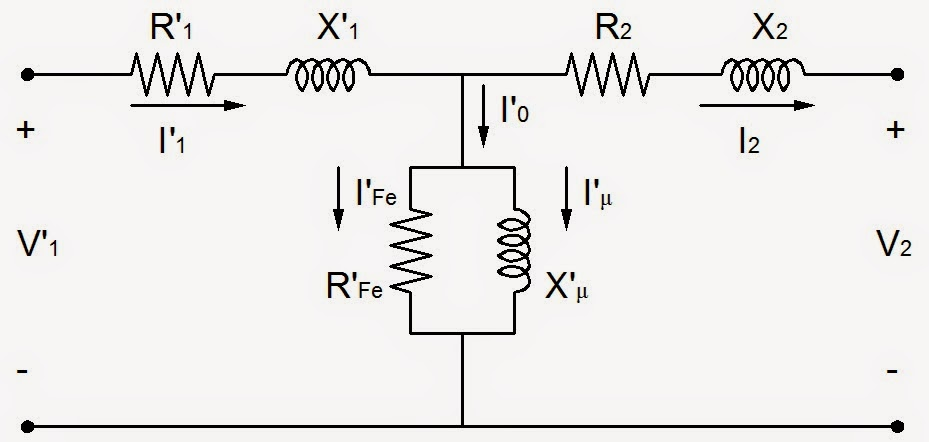 R'1 X'1 R2 X2
+ I'1 I'0 I2 +
I'Fe I'μ
V'1 V2
R'Fe X'μ
- -